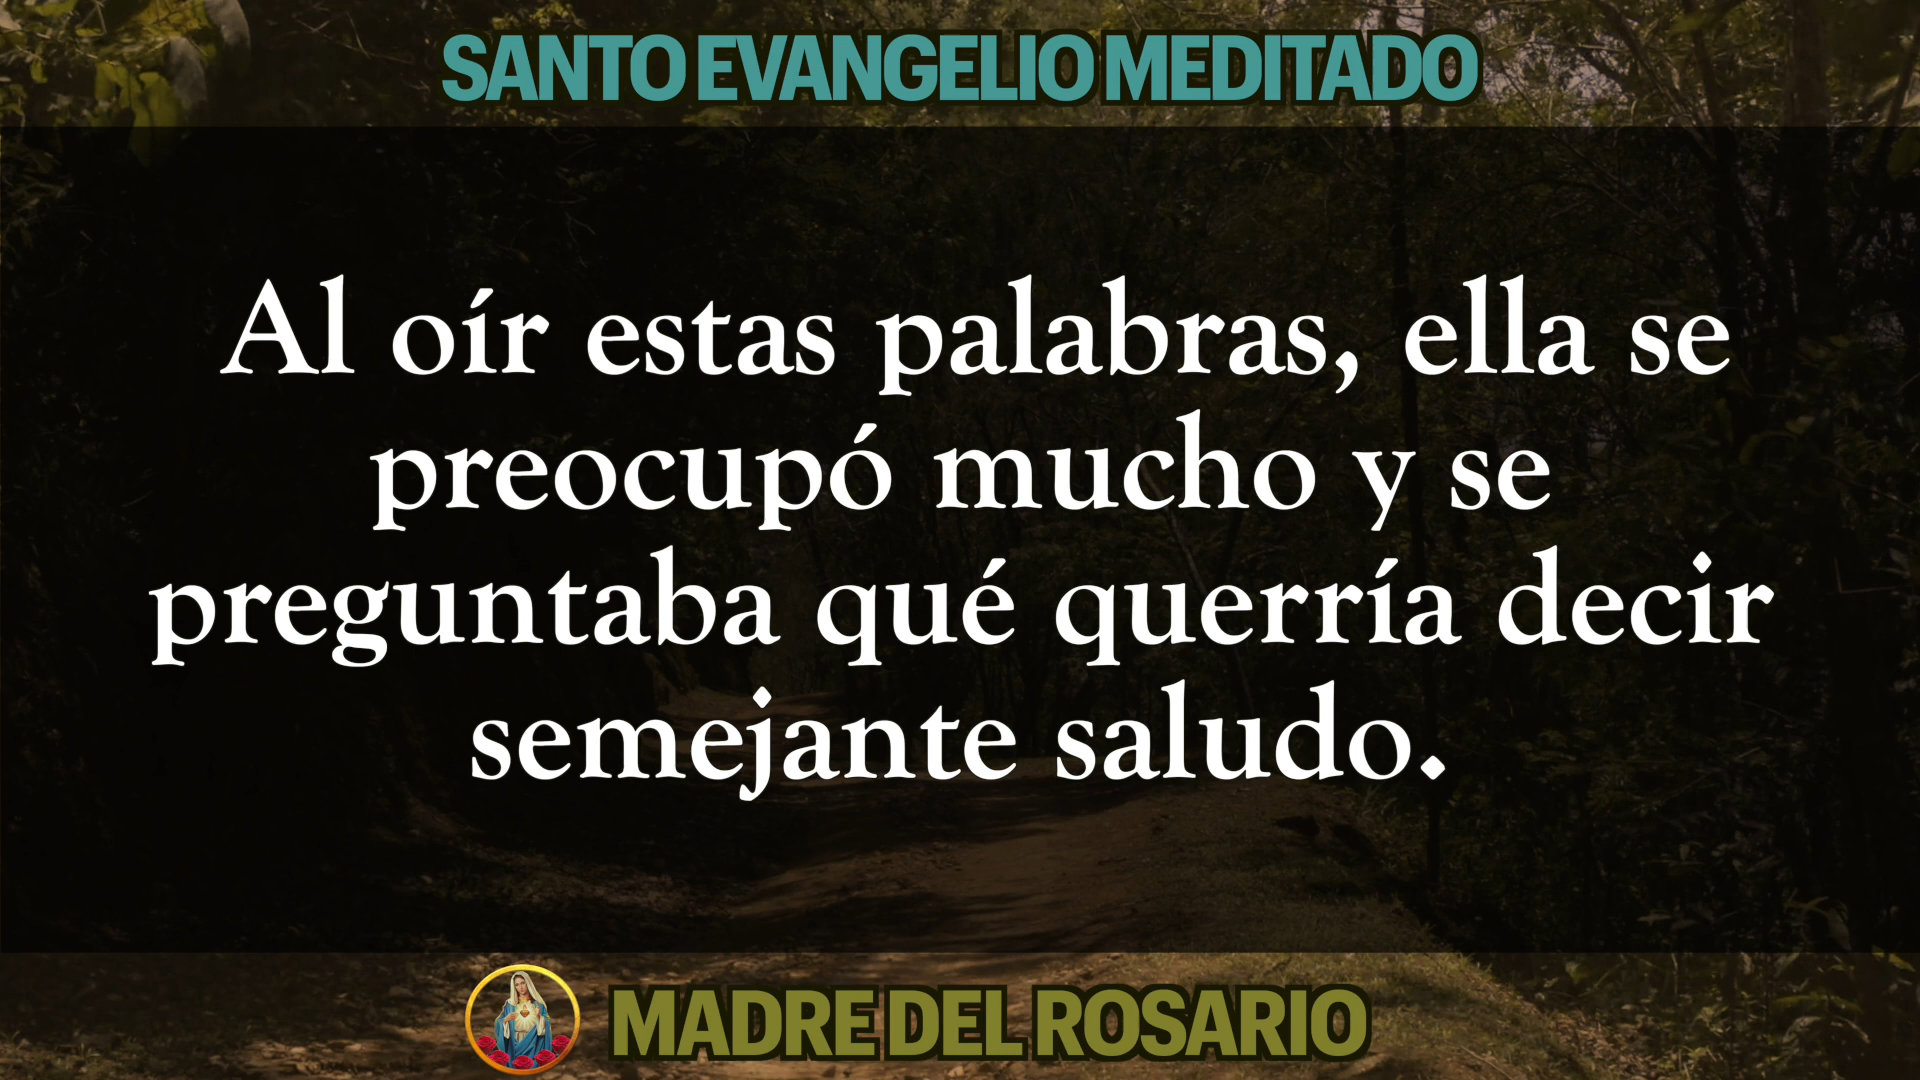 SANTO EVANGELIO MEDITADO
Al oír estas palabras, ella se
preocupó mucho y se
preguntaba qué querría decir
semejante saludo.
MADRE DEL ROSARIO